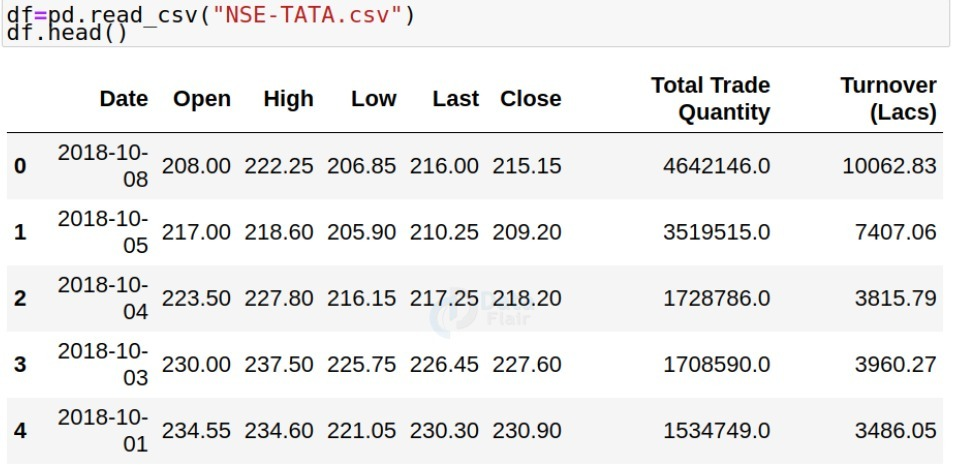 df=pd.read_csv("NSE-TATA.csv")
df.head()
Date Open High Low Last Close Total Trade Quantity Turnover (Lacs)
0 2018-10-08 208.00 222.25 206.85 216.00 215.15 4642146.0 10062.83
1 2018-10-05 217.00 218.60 205.90 210.25 209.20 3519515.0 7407.06
2 2018-10-04 223.50 227.80 216.15 217.25 218.20 1728786.0 3815.79
3 2018-10-03 230.00 237.50 225.75 226.45 227.60 1708590.0 3960.27
4 2018-10-01 234.55 234.60 221.05 230.30 230.90 1534749.0 3486.05
Data
Flair